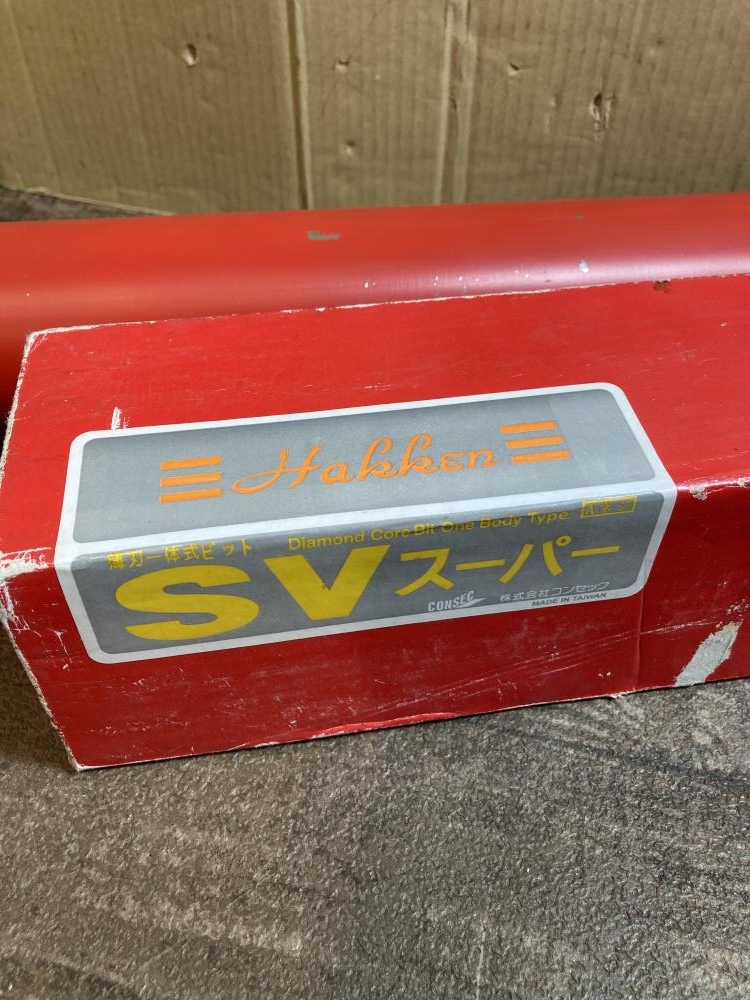 Hakken
薄刃一体式ビット
Diamond Core Bit One Body Type
SVスーパー
CONSEC
株式会社コンセック
MADE IN TAIWAN